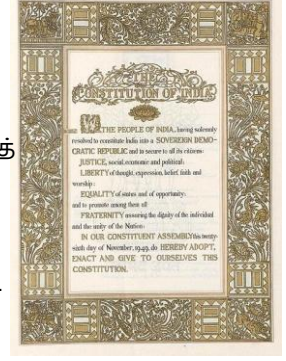 THE
CONSTITUTION OF INDIA
WE, THE PEOPLE OF INDIA, having solemnly
resolved to constitute India into a SOVEREIGN DEMO-
CRATIC REPUBLIC and to secure to all its citizens:
JUSTICE, social, economic and political;
LIBERTY of thought, expression, belief, faith and
worship;
EQUALITY of status and of opportunity;
and to promote among them all
FRATERNITY assuring the dignity of the individual
and the unity of the Nation;
IN OUR CONSTITUENT ASSEMBLY this twenty-
sixth day of November, 1949, do HEREBY ADOPT,
ENACT AND GIVE TO OURSELVES THIS
CONSTITUTION.